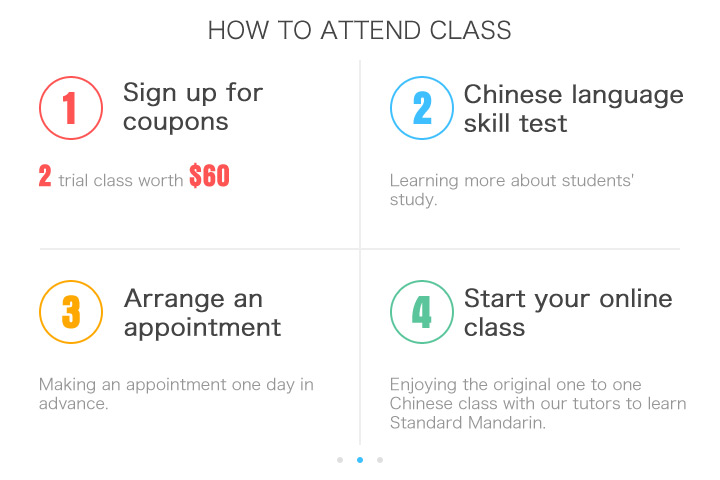 HOW TO ATTEND CLASS
1
Sign up for
coupons
2 trial class worth $60
2
Chinese language
skill test
Learning more about students'
study.
3
Arrange an
appointment
Making an appointment one day in
advance.
4
Start your online
class
Enjoying the original one to one
Chinese class with our tutors to learn
Standard Mandarin.